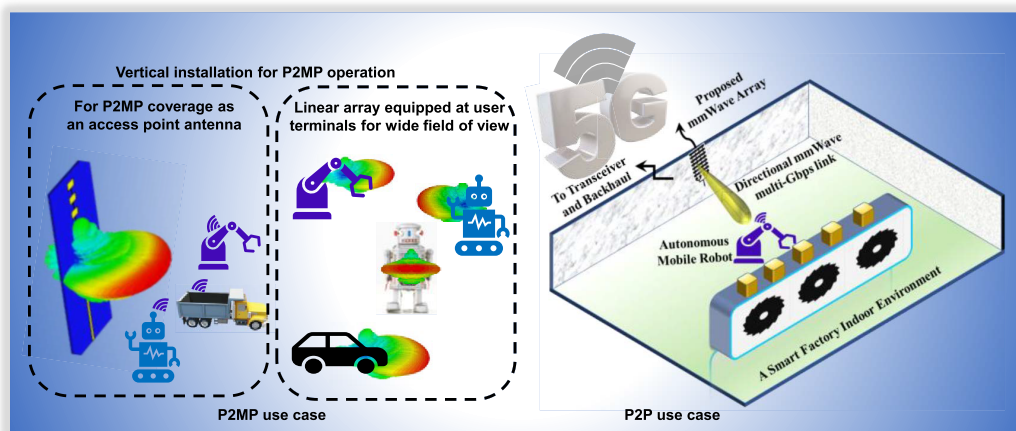 Vertical installation for P2MP operation
For P2MP coverage as
an access point antenna
Linear array equipped at user
terminals for wide field of view
P2MP use case
5G
Proposed
mmWave Array
To Transceiver
and Backhaul
Directional mmWave
multi-Gbps link
Autonomous
Mobile Robot
A Smart Factory Indoor Environment
P2P use case